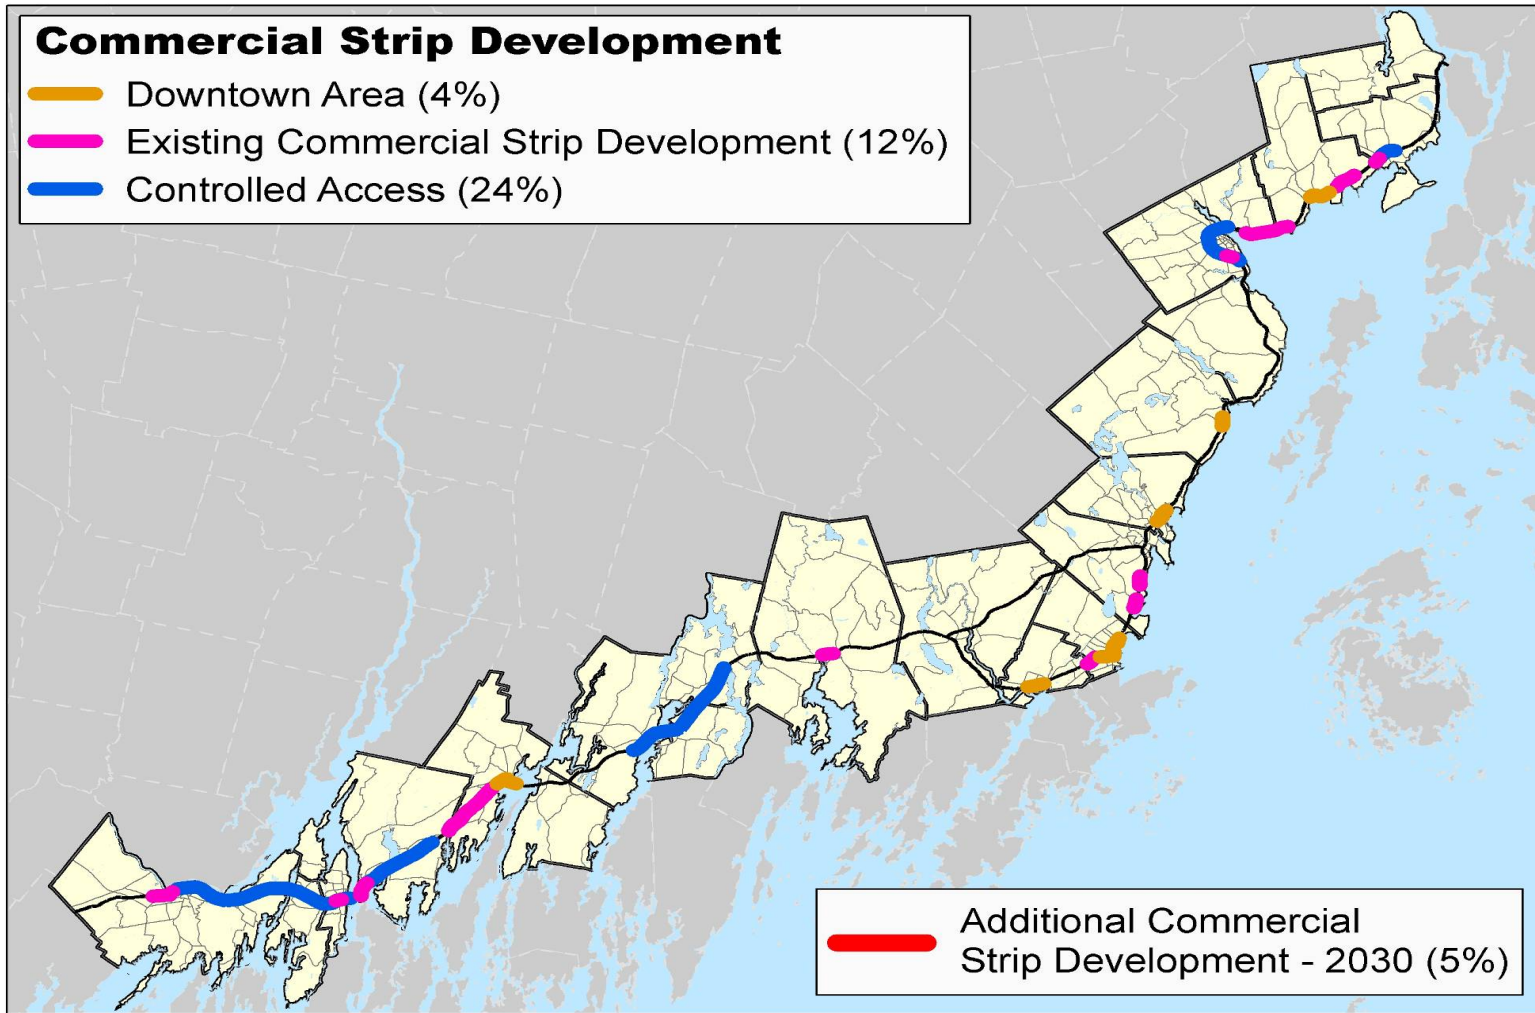 Commercial Strip Development
Downtown Area (4%)
Existing Commercial Strip Development (12%)
Controlled Access (24%)
Additional Commercial
Strip Development - 2030 (5%)